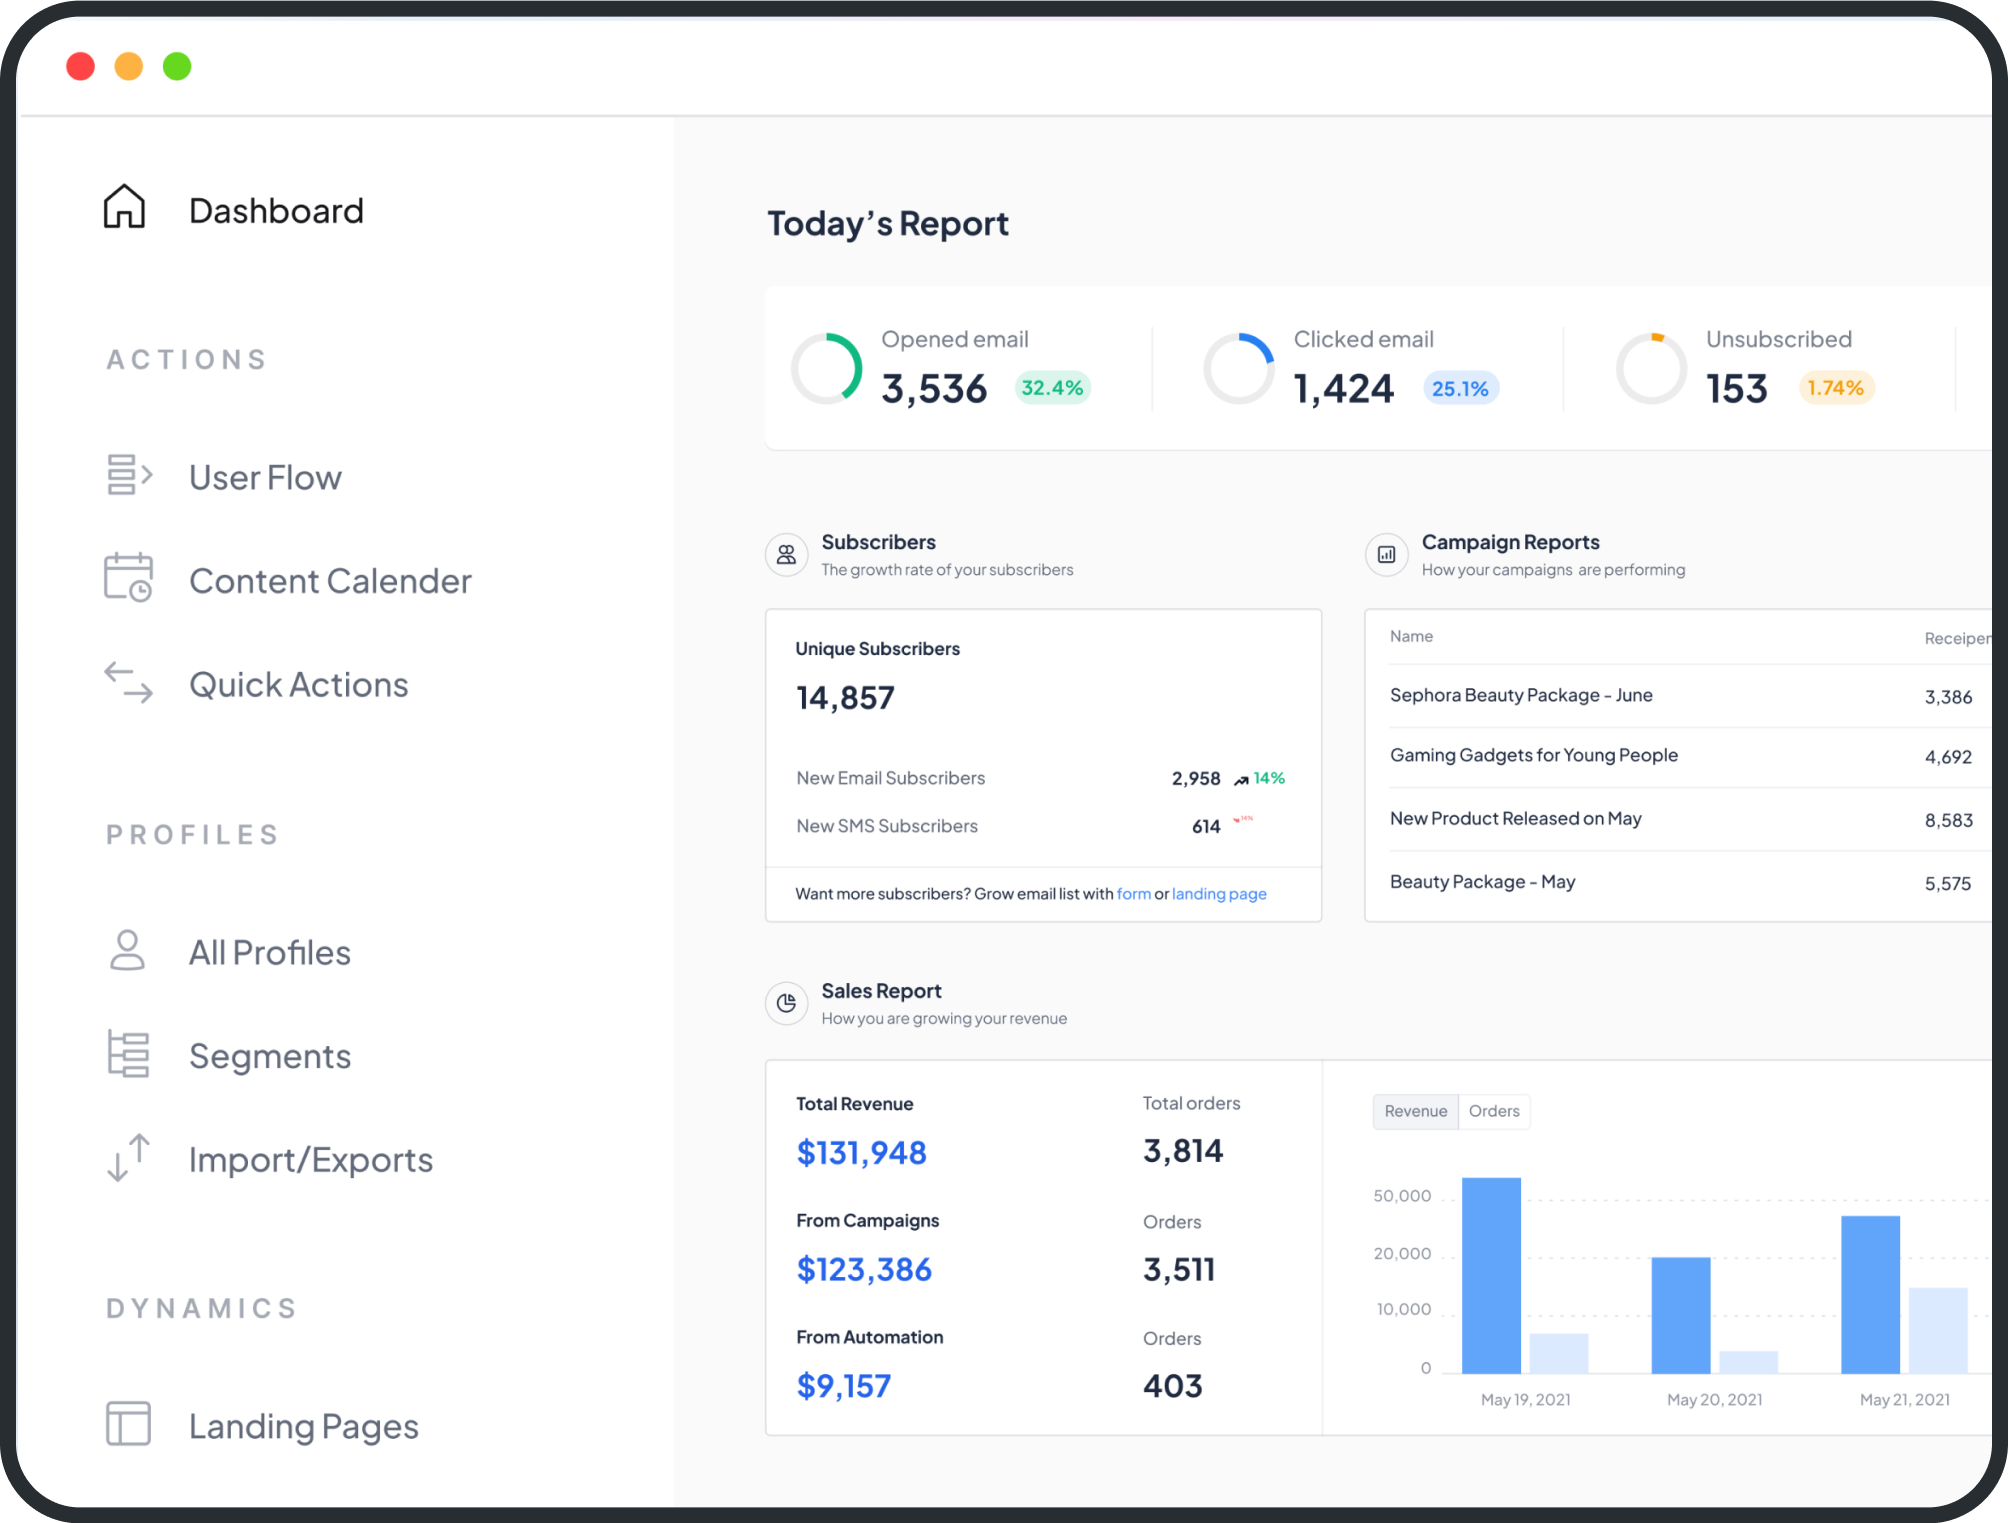 Dashboard
ACTIONS
User Flow
Content Calender
Quick Actions
PROFILES
All Profiles
Segments
Import/Exports
DYNAMICS
Landing Pages
Today’s Report
Opened email
3,536 32.4%
Clicked email
1,424 25.1%
Unsubscribed
153 1.74%
Subscribers
The growth rate of your subscribers
Unique Subscribers
14,857
New Email Subscribers 2,958 14%
New SMS Subscribers 614
Want more subscribers? Grow email list with form or landing page
Campaign Reports
How your campaigns are performing
Name Receiper
Sephora Beauty Package - June 3,386
Gaming Gadgets for Young People 4,692
New Product Released on May 8,583
Beauty Package - May 5,575
Sales Report
How you are growing your revenue
Total Revenue Total orders
$131,948 3,814
From Campaigns Orders
$123,386 3,511
From Automation Orders
$9,157 403
Revenue Orders
50,000
20,000
10,000
0
May 19, 2021 May 20, 2021 May 21, 2021